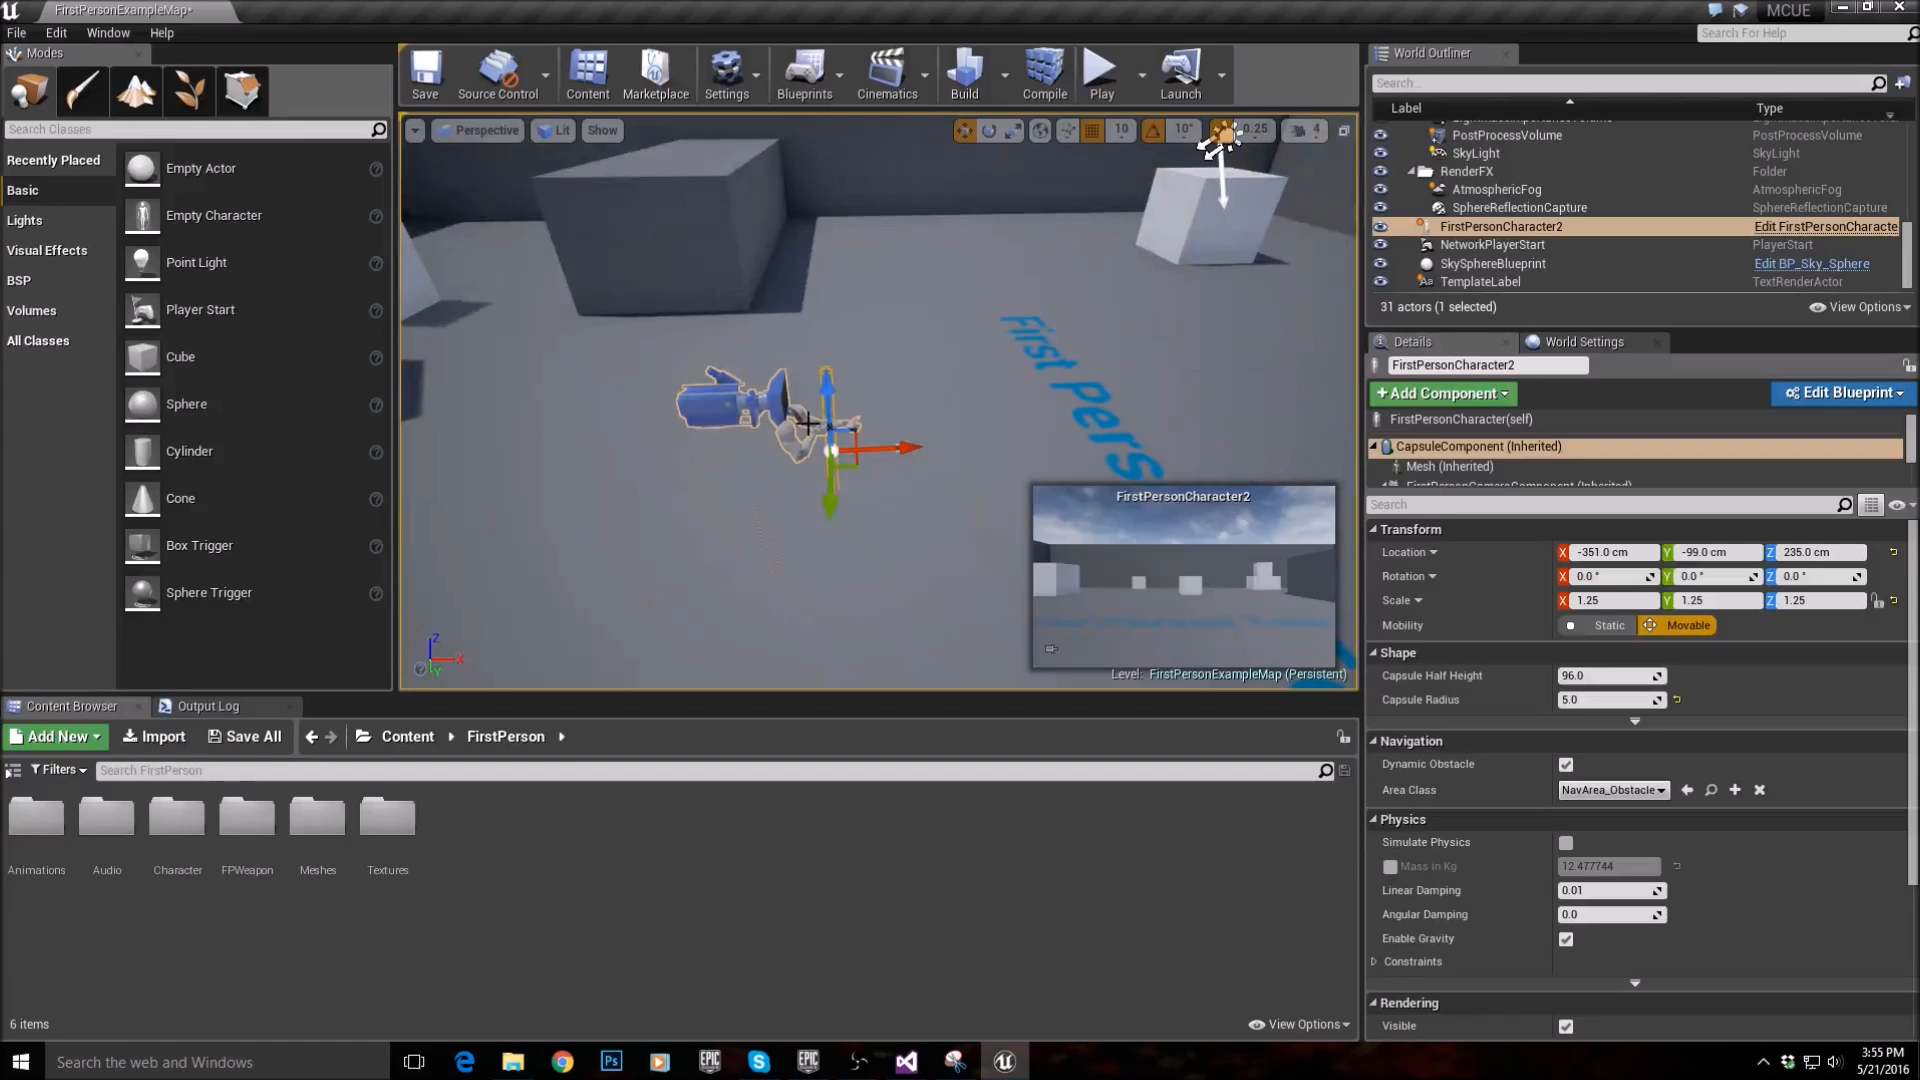 FirstPersonExampleMap*
MCUE
File Edit Window Help
Search For Help
Modes
Search Classes
Recently Placed
Basic
Lights
Visual Effects
BSP
Volumes
All Classes
Empty Actor
Empty Character
Point Light
Player Start
Cube
Sphere
Cylinder
Cone
Box Trigger
Sphere Trigger
Save
Source Control
Content
Marketplace
Settings
Blueprints
Cinematics
Build
Compile
Play
Launch
Perspective Lit Show
10 10° 0.25 4
First Pers
FirstPersonCharacter2
Z
X
Y
Level: FirstPersonExampleMap (Persistent)
World Outliner
Search...
Label Type
PostProcessVolume PostProcessVolume
SkyLight SkyLight
RenderFX Folder
AtmosphericFog AtmosphericFog
SphereReflectionCapture SphereReflectionCapture
FirstPersonCharacter2 Edit FirstPersonCharacte
NetworkPlayerStart PlayerStart
SkySphereBlueprint Edit BP_Sky_Sphere
TemplateLabel TextRenderActor
31 actors (1 selected) View Options
Details World Settings
FirstPersonCharacter2
+Add Component Edit Blueprint
FirstPersonCharacter(self)
CapsuleComponent (Inherited)
Mesh (Inherited)
FirstPersonCameraComponent (Inherited)
Search
Transform
Location X -351.0 cm Y -99.0 cm Z 235.0 cm
Rotation X 0.0 ° Y 0.0 ° Z 0.0 °
Scale X 1.25 Y 1.25 Z 1.25
Mobility Static Movable
Shape
Capsule Half Height 96.0
Capsule Radius 5.0
Navigation
Dynamic Obstacle
Area Class NavArea_Obstacle
Physics
Simulate Physics
Mass in Kg 12.477744
Linear Damping 0.01
Angular Damping 0.0
Enable Gravity
Constraints
Rendering
Visible
Content Browser Output Log
Add New Import Save All Content FirstPerson
Filters Search FirstPerson
Animations Audio Character FPWeapon Meshes Textures
6 items View Options
Search the web and Windows
Ps
EPIC
EPIC
3:55 PM
5/21/2016